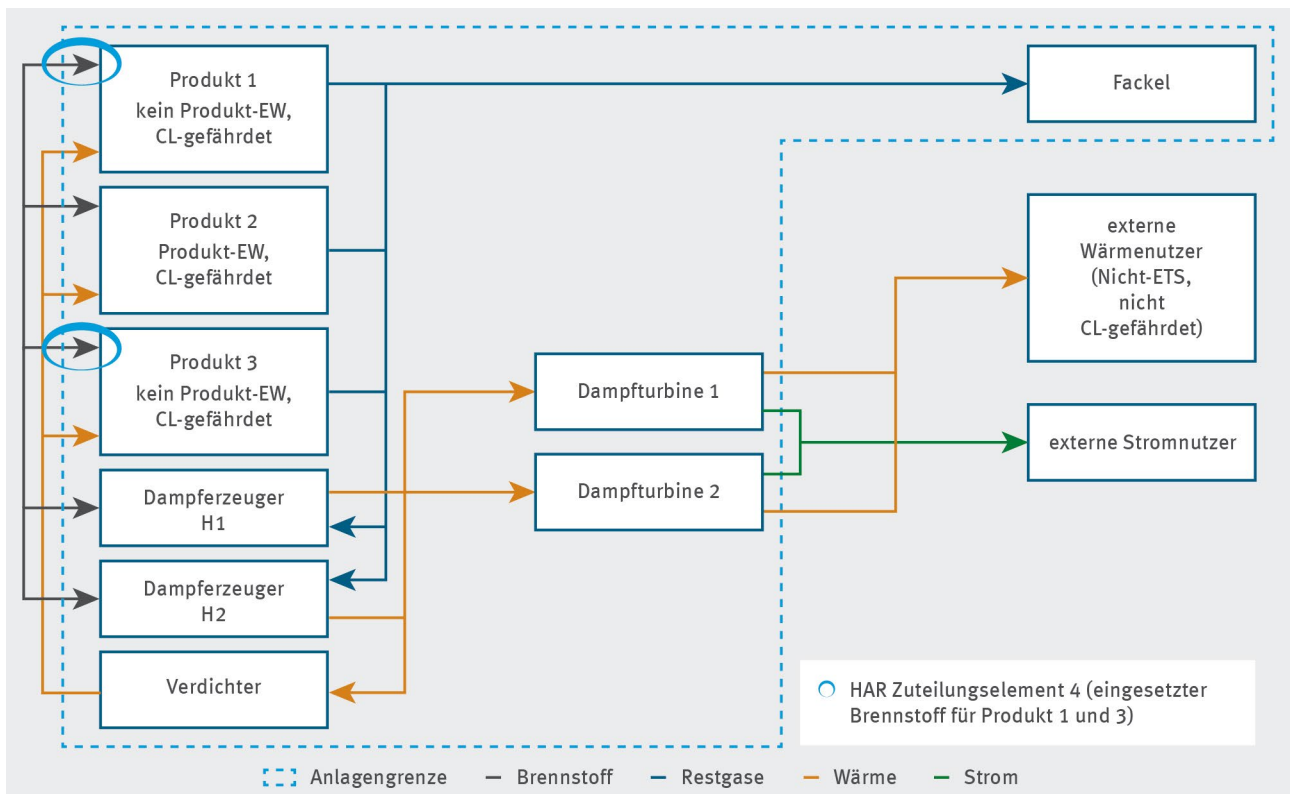 Produkt 1
kein Produkt-EW,
CL-gefährdet
Fackel
Produkt 2
Produkt-EW,
CL-gefährdet
externe
Wärmenutzer
(Nicht-ETS,
nicht
CL-gefährdet)
Produkt 3
kein Produkt-EW,
CL-gefährdet
Dampfturbine 1
externe Stromnutzer
Dampfturbine 2
Dampferzeuger
H1
Dampferzeuger
H2
Verdichter
HAR Zuteilungselement 4 (eingesetzter
Brennstoff für Produkt 1 und 3)
Anlagengrenze
Brennstoff
Restgase
Wärme
Strom